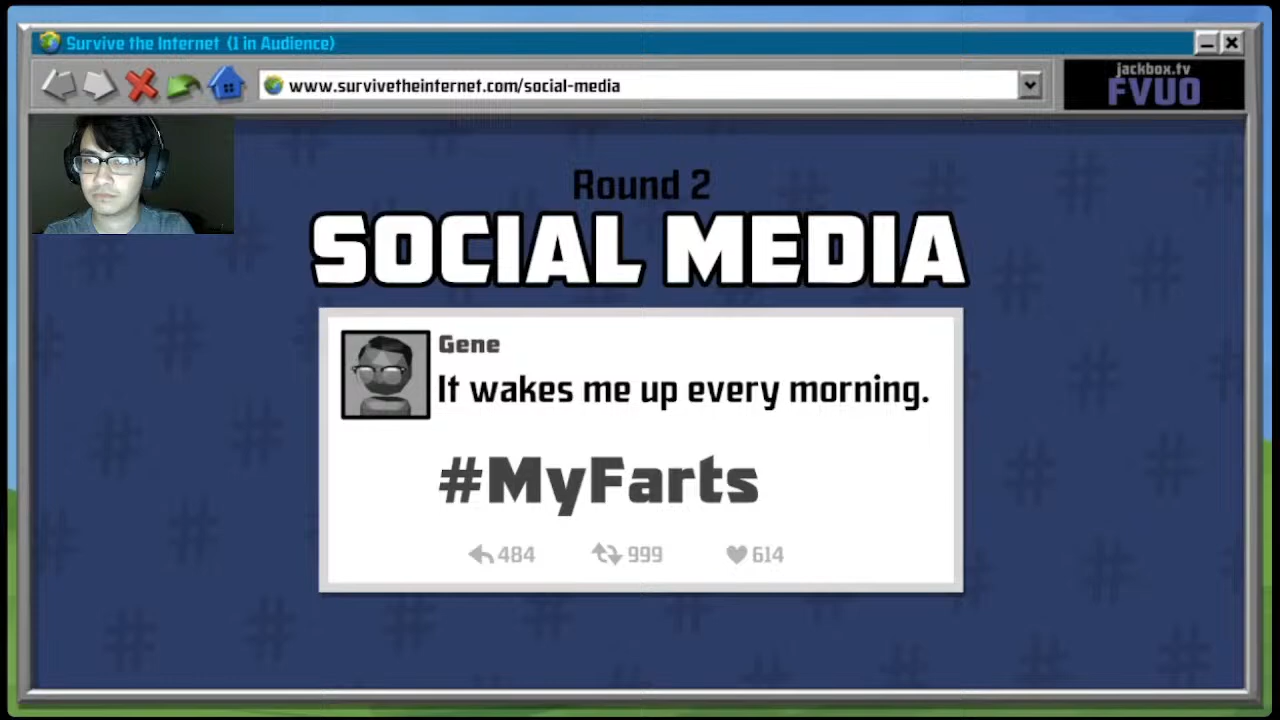 Survive the Internet (1 in Audience)
www.survivetheinternet.com/social-media
jackbox.tv
FVUO
Round 2
SOCIAL MEDIA
Gene
It wakes me up every morning.
#MyFarts
484 999 614